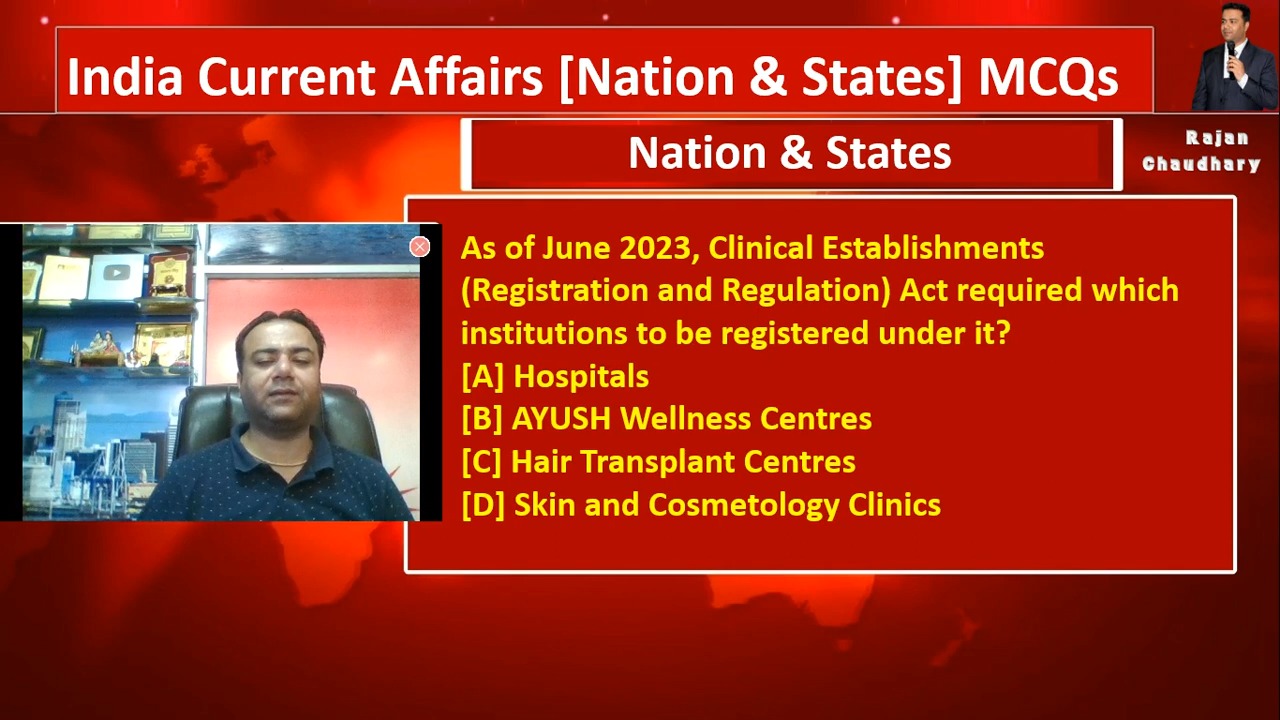 India Current Affairs [Nation & States] MCQs
Nation & States
Rajan
Chaudhary
As of June 2023, Clinical Establishments
(Registration and Regulation) Act required which
institutions to be registered under it?
[A] Hospitals
[B] AYUSH Wellness Centres
[C] Hair Transplant Centres
[D] Skin and Cosmetology Clinics